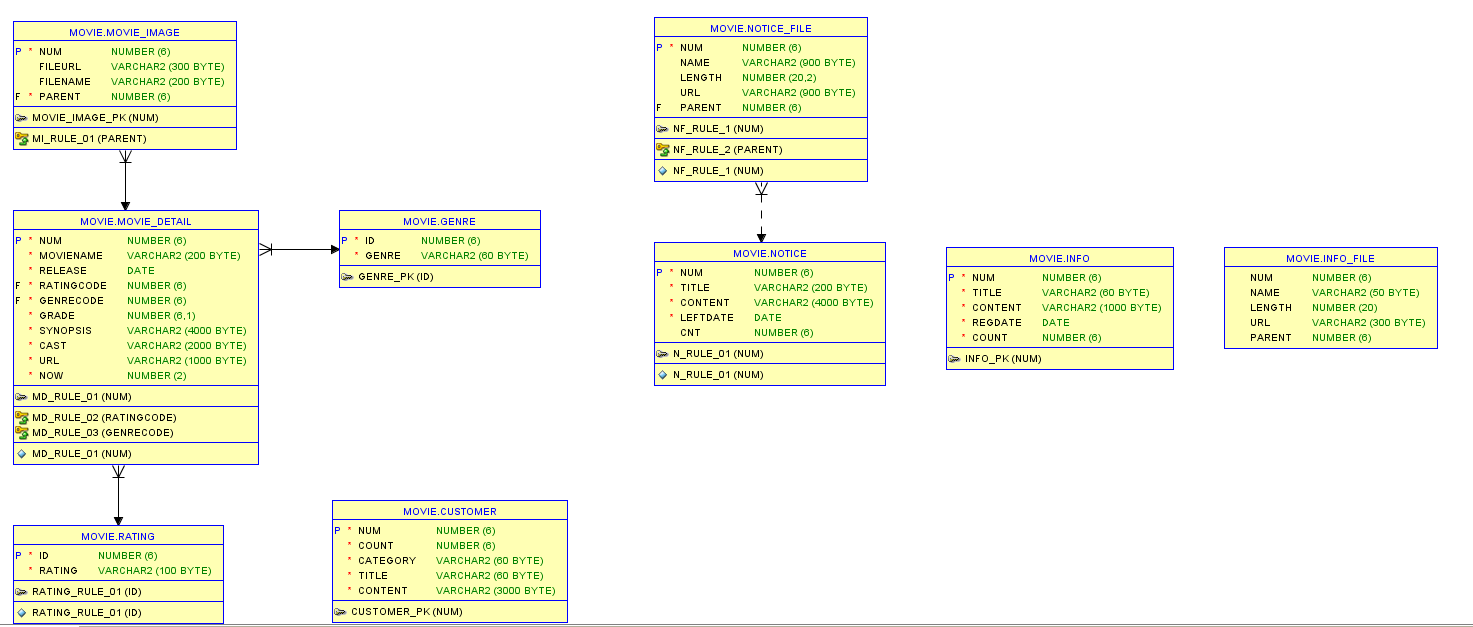 MOVIE.MOVIE_IMAGE
P * NUM NUMBER (6)
FILEURL VARCHAR2 (300 BYTE)
FILENAME VARCHAR2 (200 BYTE)
F * PARENT NUMBER (6)
MOVIE_IMAGE_PK (NUM)
MI_RULE_01 (PARENT)
MOVIE.MOVIE_DETAIL
P * NUM NUMBER (6)
* MOVIENAME VARCHAR2 (200 BYTE)
* RELEASE DATE
F * RATINGCODE NUMBER (6)
F * GENRECODE NUMBER (6)
* GRADE NUMBER (6,1)
* SYNOPSIS VARCHAR2 (4000 BYTE)
* CAST VARCHAR2 (2000 BYTE)
* URL VARCHAR2 (1000 BYTE)
* NOW NUMBER (2)
MD_RULE_01 (NUM)
MD_RULE_02 (RATINGCODE)
MD_RULE_03 (GENRECODE)
MD_RULE_01 (NUM)
MOVIE.GENRE
P * ID NUMBER (6)
* GENRE VARCHAR2 (60 BYTE)
GENRE_PK (ID)
MOVIE.RATING
P * ID NUMBER (6)
* RATING VARCHAR2 (100 BYTE)
RATING_RULE_01 (ID)
RATING_RULE_01 (ID)
MOVIE.CUSTOMER
P * NUM NUMBER (6)
* COUNT NUMBER (6)
* CATEGORY VARCHAR2 (60 BYTE)
* TITLE VARCHAR2 (60 BYTE)
* CONTENT VARCHAR2 (3000 BYTE)
CUSTOMER_PK (NUM)
MOVIE.NOTICE_FILE
P * NUM NUMBER (6)
NAME VARCHAR2 (900 BYTE)
LENGTH NUMBER (20,2)
URL VARCHAR2 (900 BYTE)
F PARENT NUMBER (6)
NF_RULE_1 (NUM)
NF_RULE_2 (PARENT)
NF_RULE_1 (NUM)
MOVIE.NOTICE
P * NUM NUMBER (6)
* TITLE VARCHAR2 (200 BYTE)
* CONTENT VARCHAR2 (4000 BYTE)
* LEFTDATE DATE
CNT NUMBER (6)
N_RULE_01 (NUM)
N_RULE_01 (NUM)
MOVIE.INFO
P * NUM NUMBER (6)
* TITLE VARCHAR2 (60 BYTE)
* CONTENT VARCHAR2 (1000 BYTE)
* REGDATE DATE
* COUNT NUMBER (6)
INFO_PK (NUM)
MOVIE.INFO_FILE
NUM NUMBER (6)
NAME VARCHAR2 (50 BYTE)
LENGTH NUMBER (20)
URL VARCHAR2 (300 BYTE)
PARENT NUMBER (6)